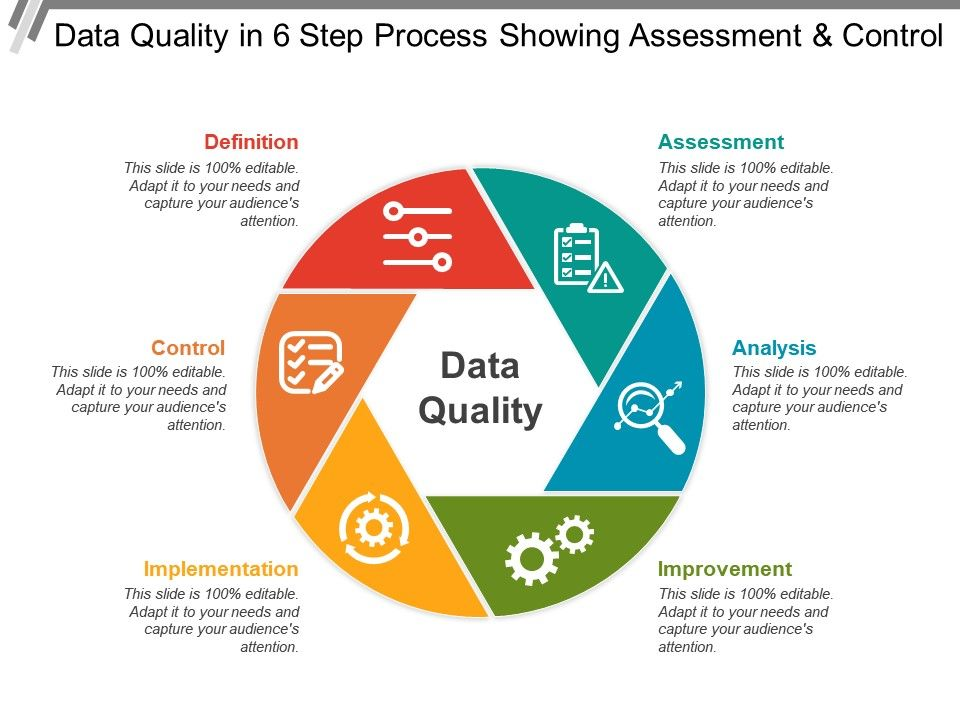 Data Quality in 6 Step Process Showing Assessment & Control
Definition
This slide is 100% editable.
Adapt it to your needs and
capture your audience's
attention.
Assessment
This slide is 100% editable.
Adapt it to your needs and
capture your audience's
attention.
Control
This slide is 100% editable.
Adapt it to your needs and
capture your audience's
attention.
Data
Quality
Analysis
This slide is 100% editable.
Adapt it to your needs and
capture your audience's
attention.
Implementation
This slide is 100% editable.
Adapt it to your needs and
capture your audience's
attention.
Improvement
This slide is 100% editable.
Adapt it to your needs and
capture your audience's
attention.